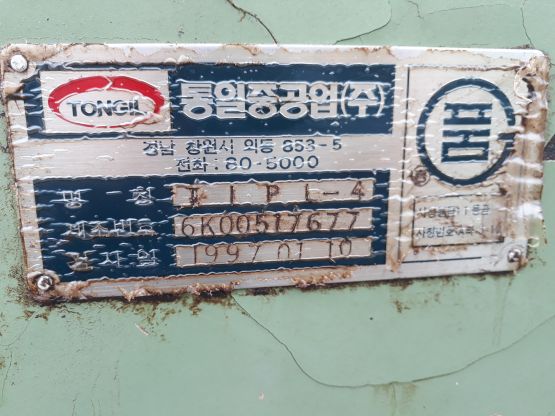 TONGIL 통일중공업(주)
경남 창원시 외동 853-5
전화: 80-5000
명 칭 TIPL-4
제조번호 6K00517677
검사일 1997 01 10
품